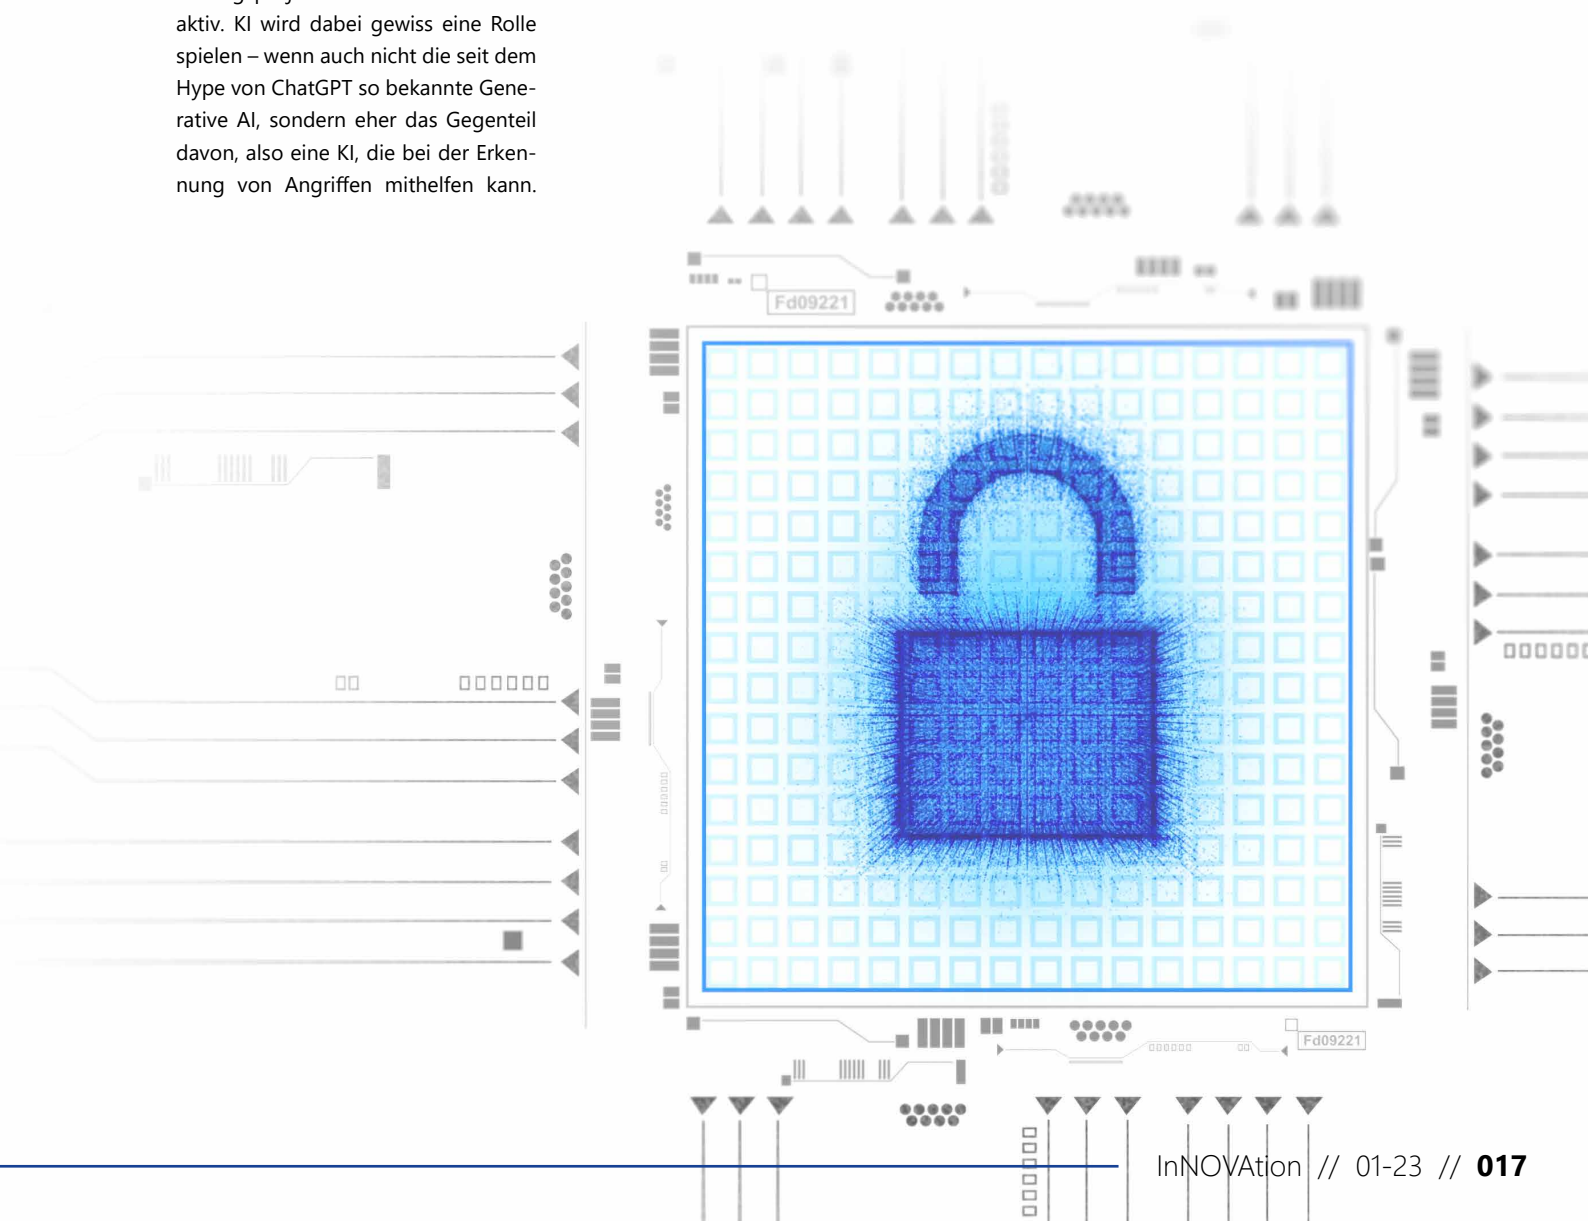 aktiv. KI wird dabei gewiss eine Rolle
spielen – wenn auch nicht die seit dem
Hype von ChatGPT so bekannte Gene-
rative AI, sondern eher das Gegenteil
davon, also eine KI, die bei der Erken-
nung von Angriffen mithelfen kann.
Fd09221
Fd09221
InNOVAtion // 01-23 // 017